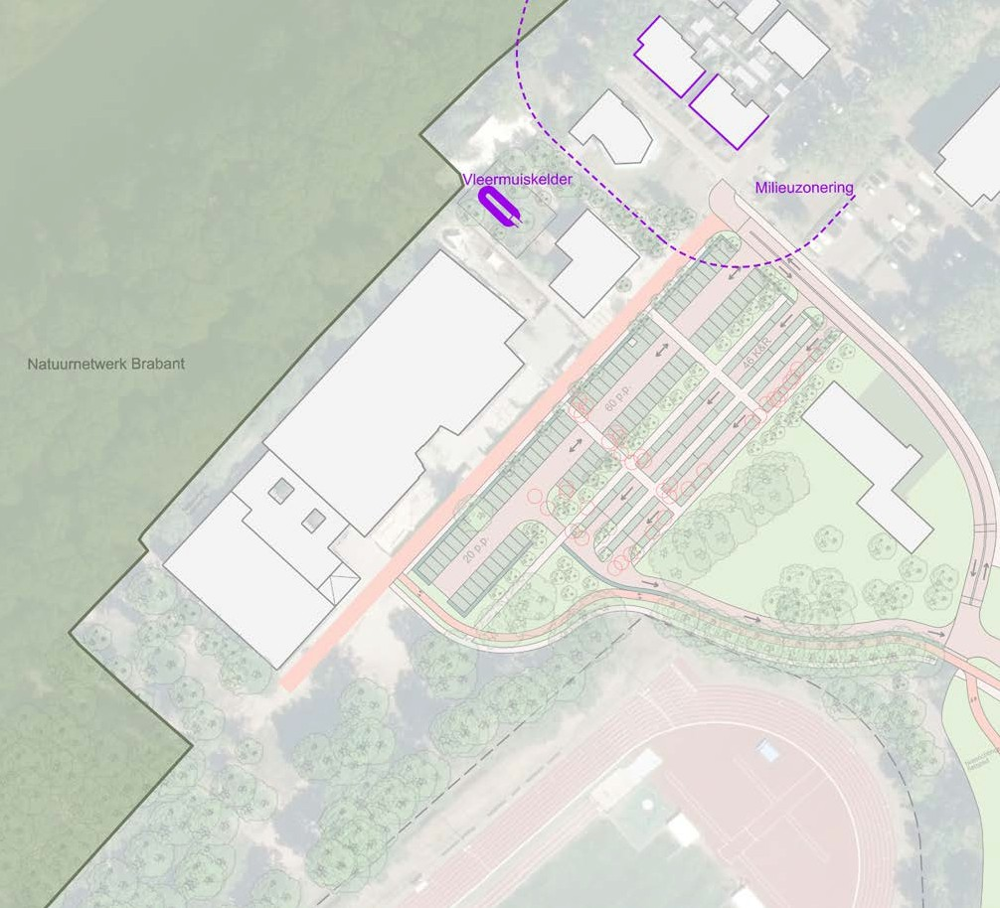 Vleermuiskelder
Milieuzonering
Natuurnetwerk Brabant
46 K&R
60 p.p.
20 p.p.